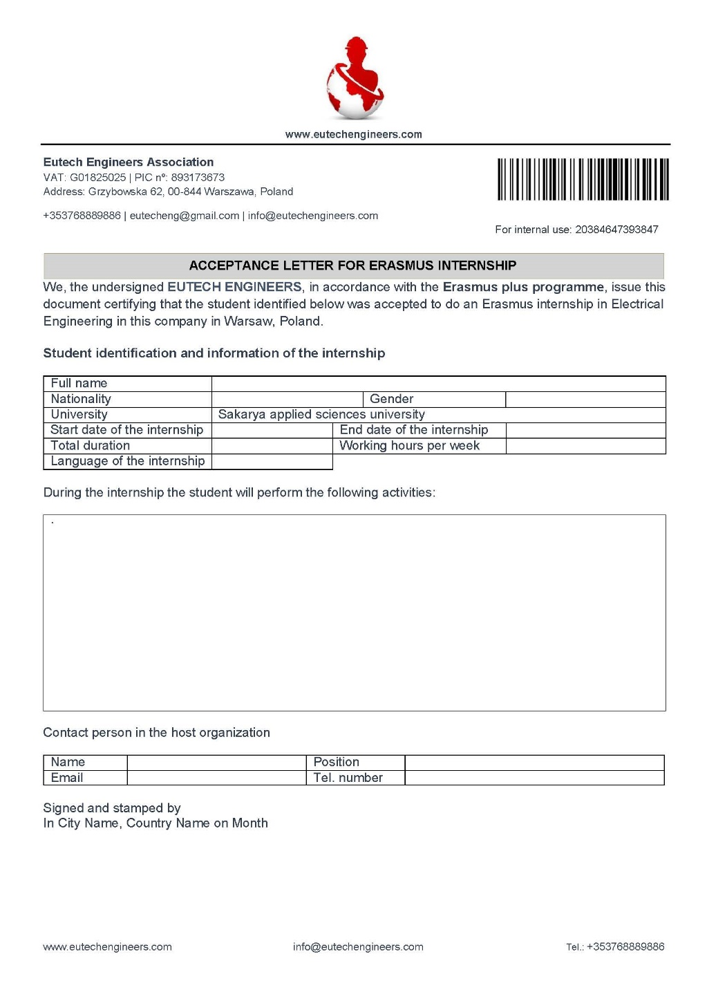 www.eutechengineers.com
Eutech Engineers Association
VAT: G01825025 | PIC nº: 893173673
Address: Grzybowska 62, 00-844 Warszawa, Poland
+353768889886 | eutecheng@gmail.com | info@eutechengineers.com
For internal use: 20384647393847
ACCEPTANCE LETTER FOR ERASMUS INTERNSHIP
We, the undersigned EUTECH ENGINEERS, in accordance with the Erasmus plus programme, issue this
document certifying that the student identified below was accepted to do an Erasmus internship in Electrical
Engineering in this company in Warsaw, Poland.
Student identification and information of the internship
Full name
Nationality Gender
University Sakarya applied sciences university
Start date of the internship End date of the internship
Total duration Working hours per week
Language of the internship
During the internship the student will perform the following activities:
.
Contact person in the host organization
Name Position
Email Tel. number
Signed and stamped by
In City Name, Country Name on Month
www.eutechengineers.com info@eutechengineers.com Tel.: +353768889886